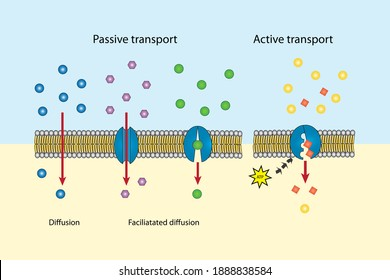 Passive transport
Active transport
ATP
Diffusion
Faciliatated diffusion
shutterstock.com · 1888838584